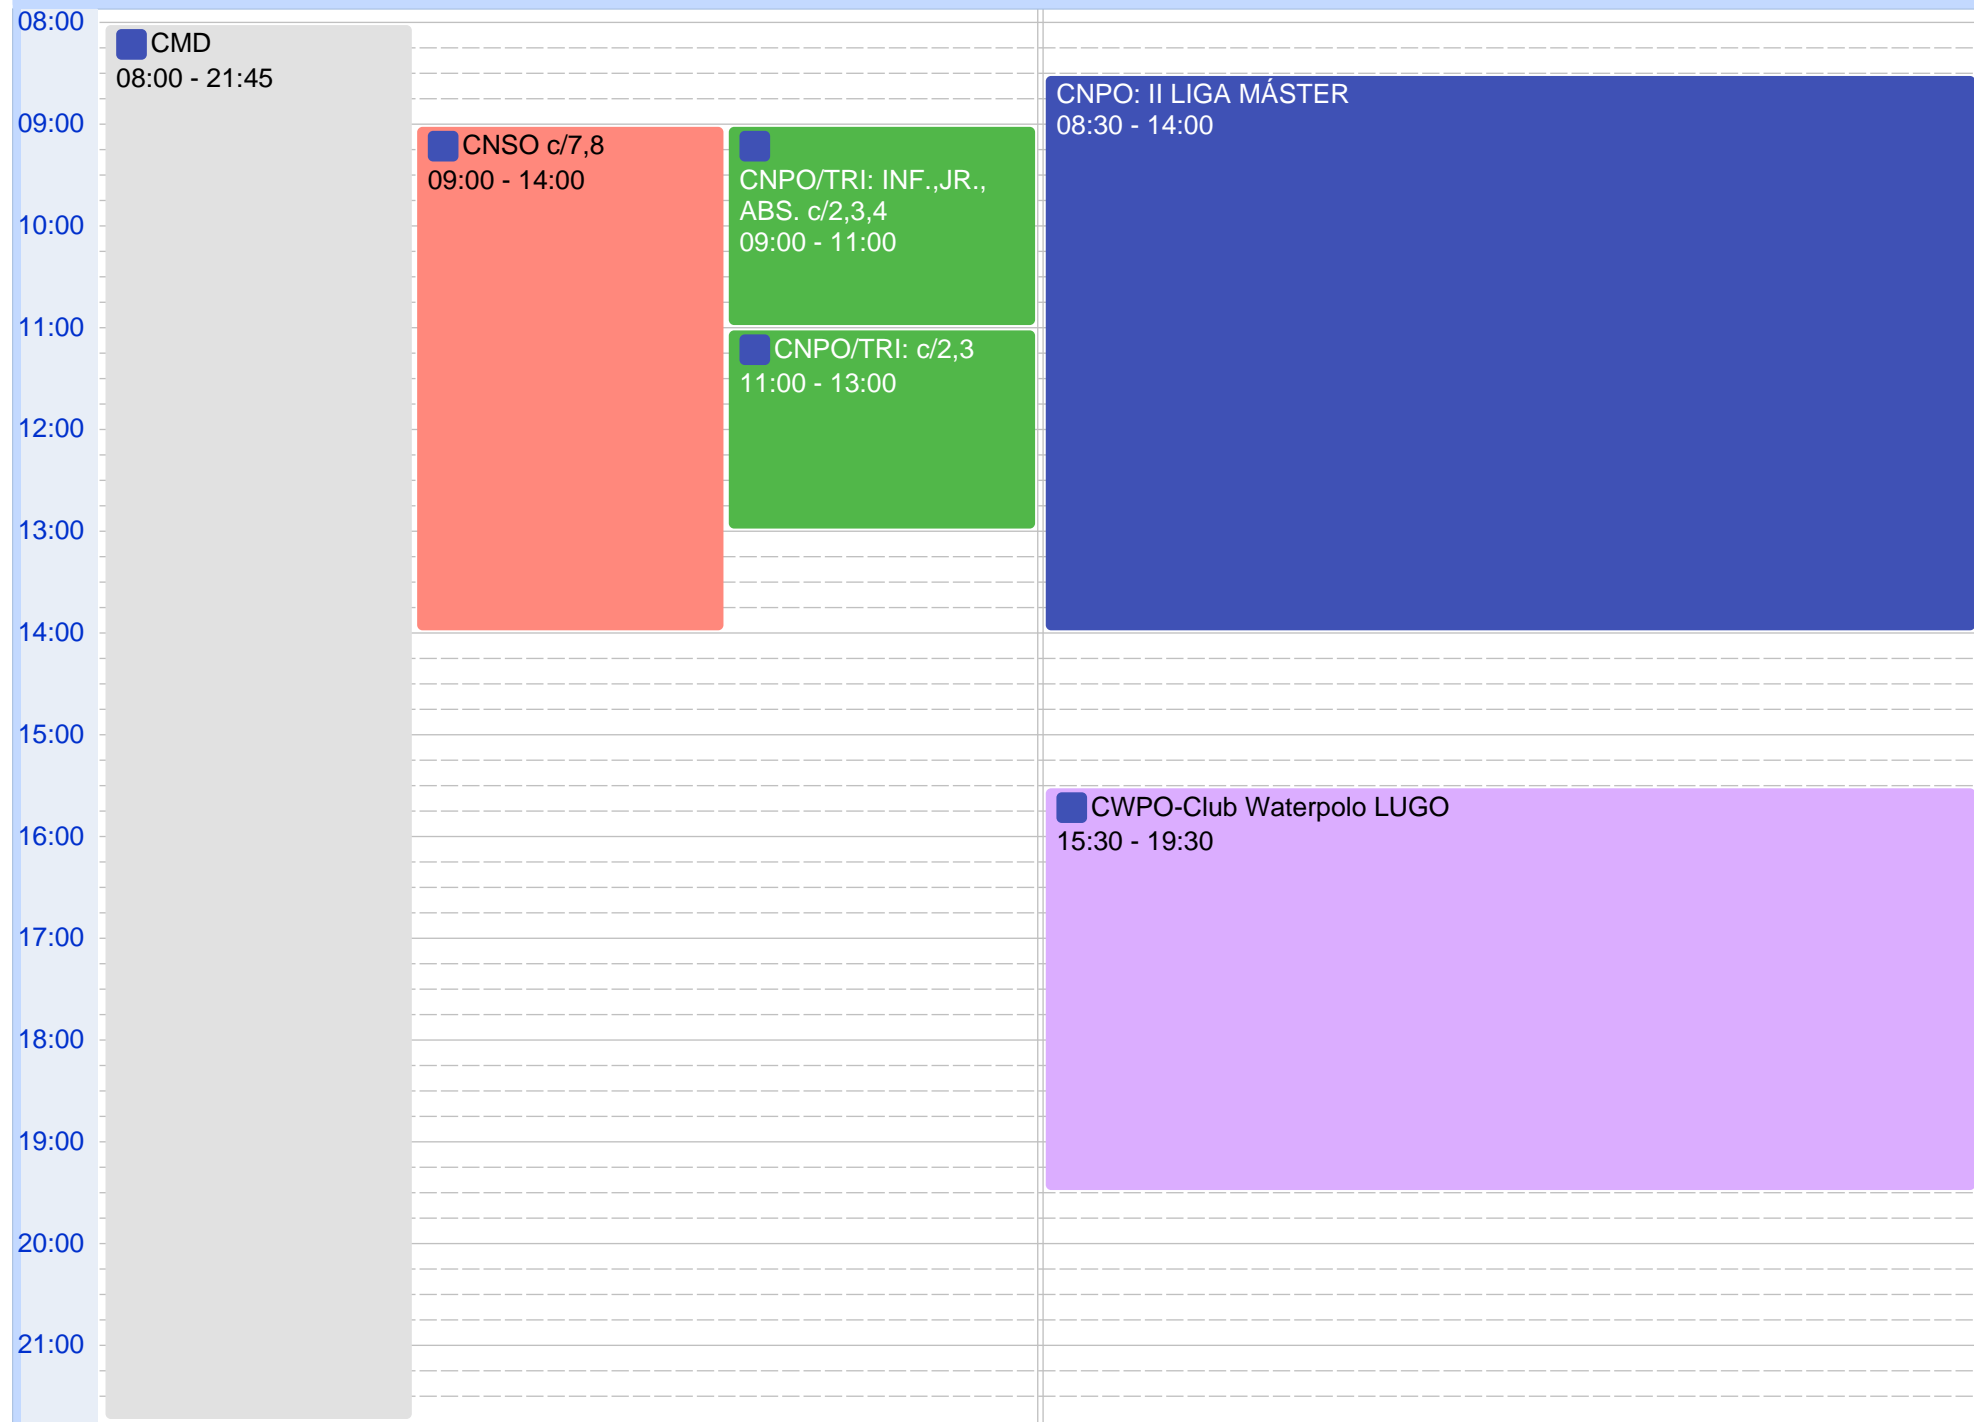 08:00
09:00
10:00
11:00
12:00
13:00
14:00
15:00
16:00
17:00
18:00
19:00
20:00
21:00
CMD
08:00 - 21:45
CNSO c/7,8
09:00 - 14:00
CNPO/TRI: INF.,JR.,
ABS. c/2,3,4
09:00 - 11:00
CNPO/TRI: c/2,3
11:00 - 13:00
CNPO: II LIGA MÁSTER
08:30 - 14:00
CWPO-Club Waterpolo LUGO
15:30 - 19:30